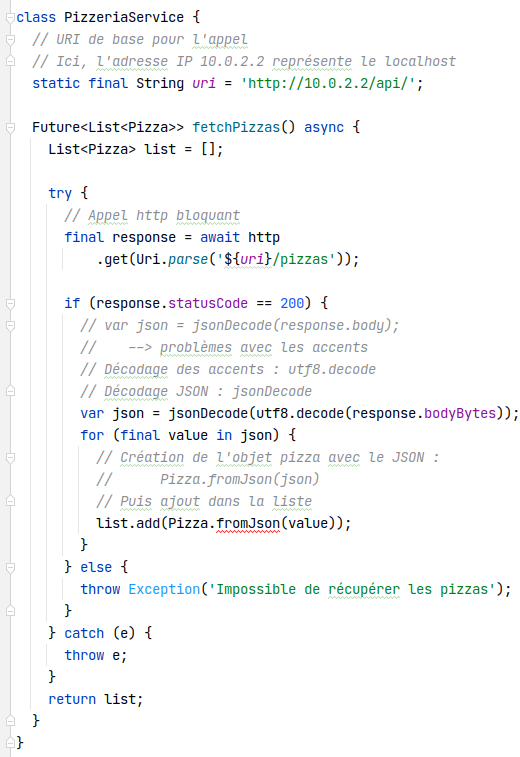 class PizzeriaService {
  // URI de base pour l'appel
  // Ici, l'adresse IP 10.0.2.2 représente le localhost
  static final String uri = 'http://10.0.2.2/api/';

  Future<List<Pizza>> fetchPizzas() async {
    List<Pizza> list = [];

    try {
      // Appel http bloquant
      final response = await http
          .get(Uri.parse('${uri}/pizzas'));

      if (response.statusCode == 200) {
        // var json = jsonDecode(response.body);
        //    --> problèmes avec les accents
        // Décodage des accents : utf8.decode
        // Décodage JSON : jsonDecode
        var json = jsonDecode(utf8.decode(response.bodyBytes));
        for (final value in json) {
          // Création de l'objet pizza avec le JSON :
          //      Pizza.fromJson(json)
          // Puis ajout dans la liste
          list.add(Pizza.fromJson(value));
        }
      } else {
        throw Exception('Impossible de récupérer les pizzas');
      }
    } catch (e) {
      throw e;
    }
    return list;
  }
}